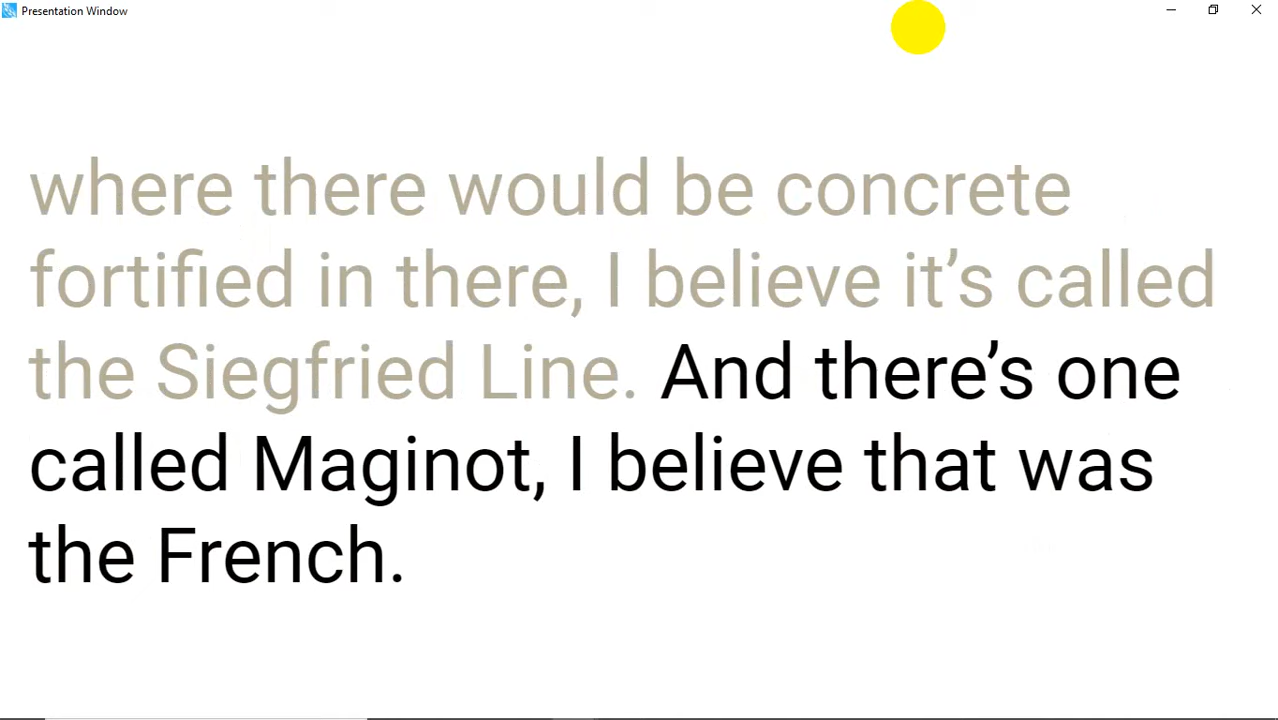 Presentation Window
where there would be concrete
fortified in there, I believe it’s called
the Siegfried Line. And there’s one
called Maginot, I believe that was
the French.